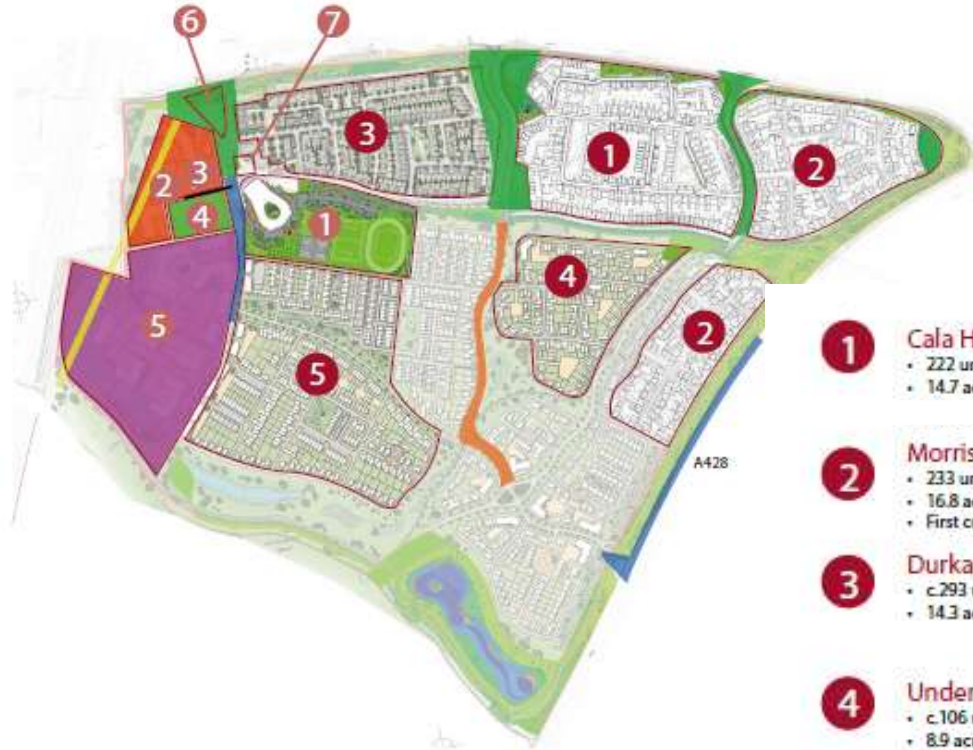 6 7
3
1
2
2 3
4
1
5
4
5
2
A428
1 Cala H
• 222 u
• 14.7 a
2 Morris
• 233 u
• 16.8 a
• First c
3 Durka
• c.293
• 14.3 a
4 Under
• c.106
• 8.9 ac